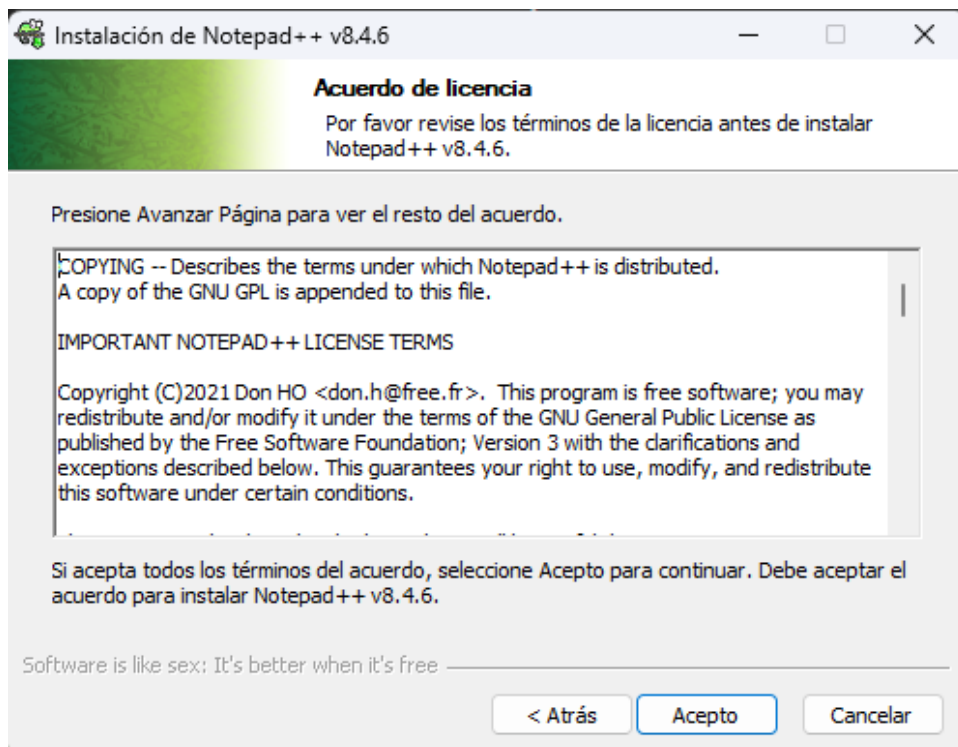 Instalación de Notepad++ v8.4.6
Acuerdo de licencia
Por favor revise los términos de la licencia antes de instalar
Notepad++ v8.4.6.
Presione Avanzar Página para ver el resto del acuerdo.
COPYING -- Describes the terms under which Notepad++ is distributed.
A copy of the GNU GPL is appended to this file.
IMPORTANT NOTEPAD++ LICENSE TERMS
Copyright (C)2021 Don HO <don.h@free.fr>.  This program is free software; you may
redistribute and/or modify it under the terms of the GNU General Public License as
published by the Free Software Foundation; Version 3 with the clarifications and
exceptions described below. This guarantees your right to use, modify, and redistribute
this software under certain conditions.
Si acepta todos los términos del acuerdo, seleccione Acepto para continuar. Debe aceptar el
acuerdo para instalar Notepad++ v8.4.6.
Software is like sex: It's better when it's free
< Atrás
Acepto
Cancelar